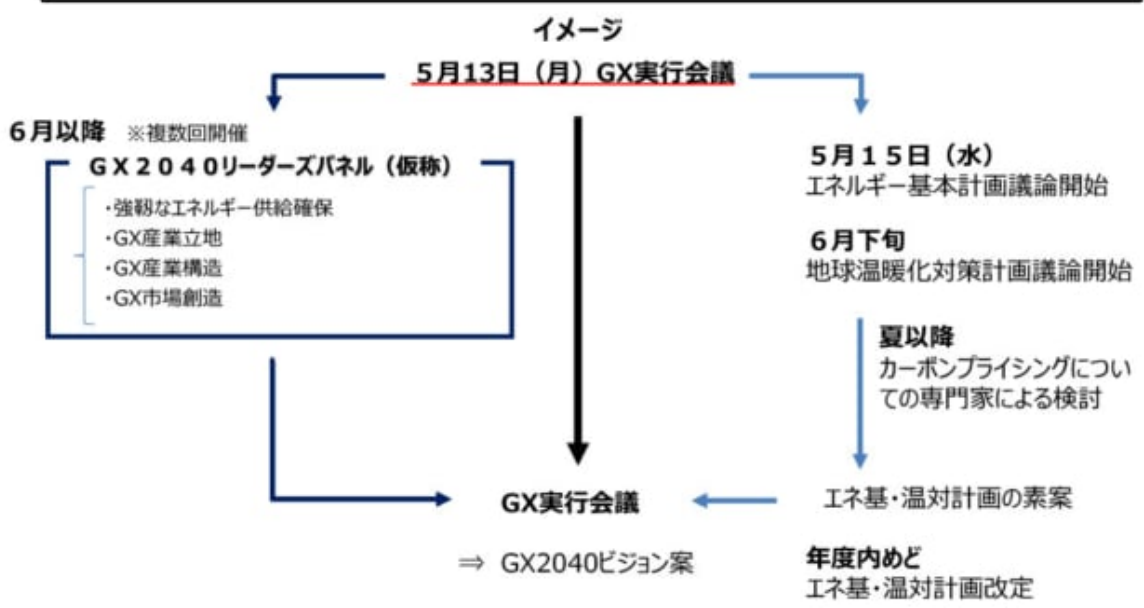 イメージ
5月13日（月）GX実行会議
6月以降 ※複数回開催
GX2040リーダーズパネル（仮称）
・強靱なエネルギー供給確保
・GX産業立地
・GX産業構造
・GX市場創造
5月15日（水）
エネルギー基本計画議論開始
6月下旬
地球温暖化対策計画議論開始
夏以降
カーボンプライシングについ
ての専門家による検討
GX実行会議
エネ基・温対計画の素案
⇒ GX2040ビジョン案
年度内めど
エネ基・温対計画改定